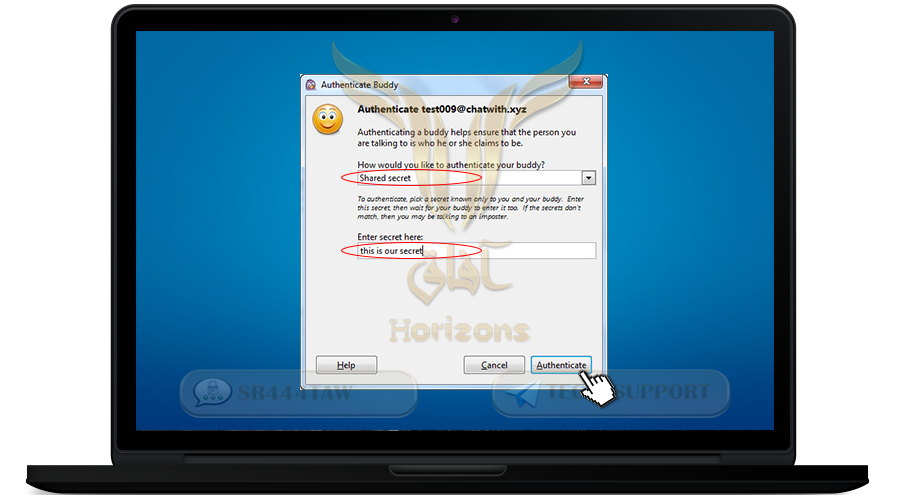 Authenticate Buddy
Authenticate test009@chatwith.xyz
Authenticating a buddy helps ensure that the person you
are talking to is who he or she claims to be.
How would you like to authenticate your buddy?
Shared secret
To authenticate, pick a secret known only to you and your buddy. Enter
this secret, then wait for your buddy to enter it too. If the secrets don't
match, then you may be talking to an imposter.
Enter secret here:
this is our secret
آفاق
Horizons
Help
Cancel
Authenticate
SR444TAW
SUPPORT